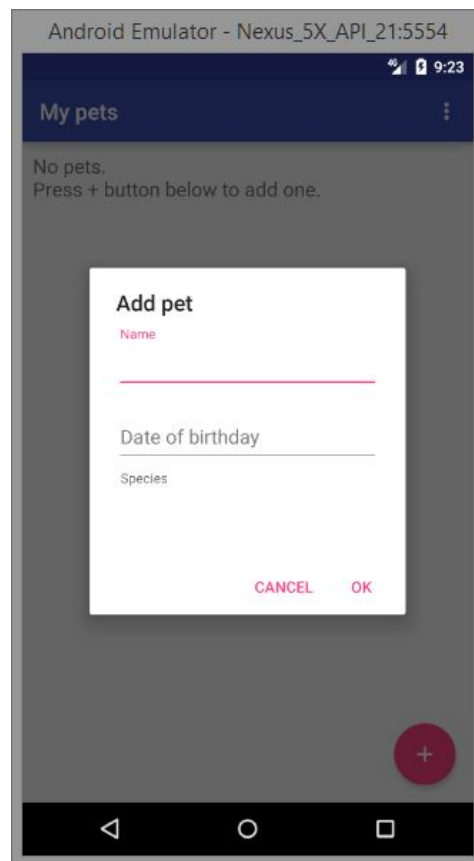 Android Emulator - Nexus_5X_API_21:5554
4G 9:23
My pets
No pets.
Press + button below to add one.
Add pet
Name
Date of birthday
Species
CANCEL OK
+